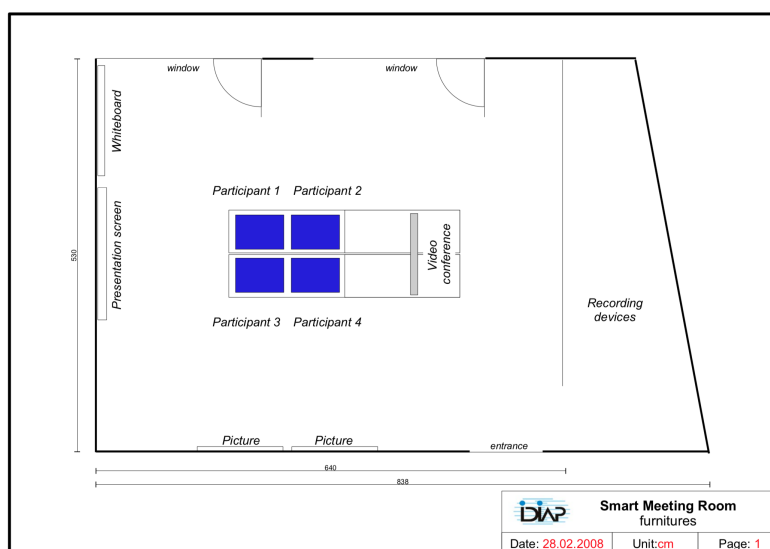 window
window
Whiteboard
Participant 1
Participant 2
Presentation screen
530
Video
conference
Recording
devices
Participant 3
Participant 4
Picture
Picture
entrance
640
838
IDIAP
Smart Meeting Room
furnitures
Date: 28.02.2008
Unit:cm
Page: 1